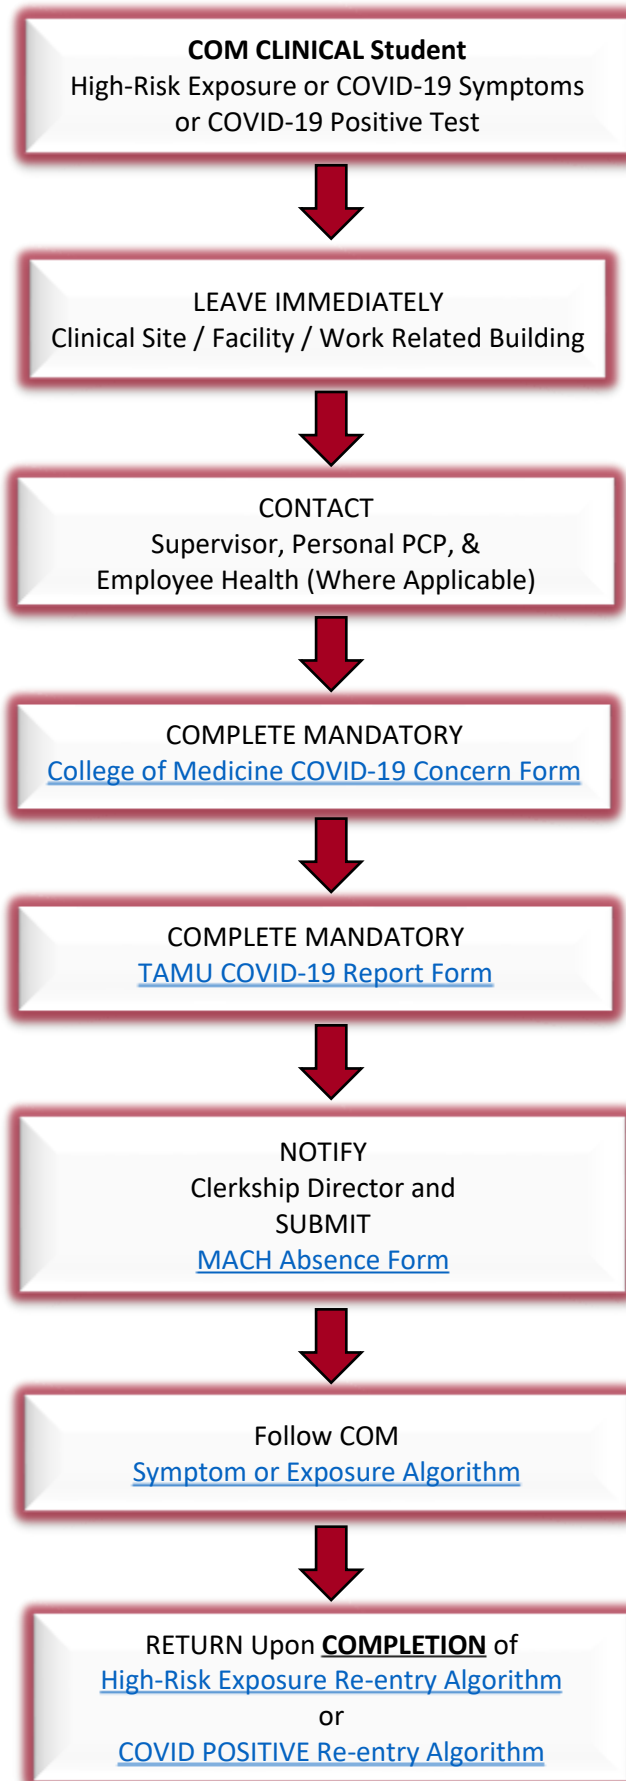 COM CLINICAL Student
High-Risk Exposure or COVID-19 Symptoms
or COVID-19 Positive Test
LEAVE IMMEDIATELY
Clinical Site / Facility / Work Related Building
CONTACT
Supervisor, Personal PCP, &
Employee Health (Where Applicable)
COMPLETE MANDATORY
College of Medicine COVID-19 Concern Form
COMPLETE MANDATORY
TAMU COVID-19 Report Form
NOTIFY
Clerkship Director and
SUBMIT
MACH Absence Form
Follow COM
Symptom or Exposure Algorithm
RETURN Upon COMPLETION of
High-Risk Exposure Re-entry Algorithm
or
COVID POSITIVE Re-entry Algorithm